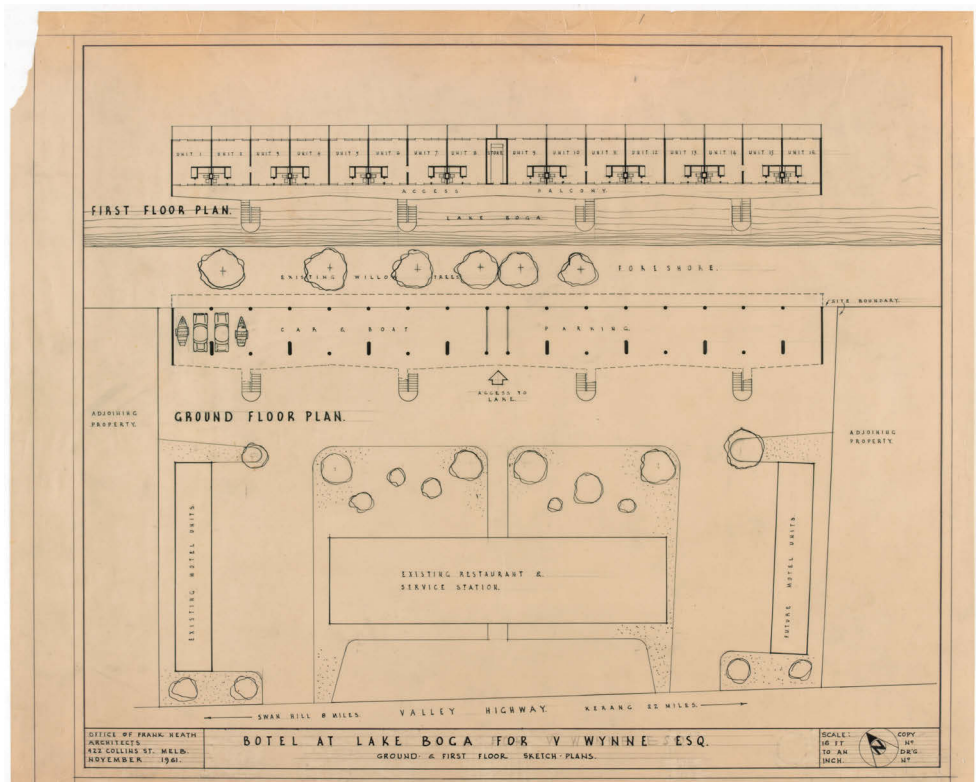 UNIT 1 UNIT 2 UNIT 3 UNIT 4 UNIT 5 UNIT 6 UNIT 7 UNIT 8 STORE UNIT 9 UNIT 10 UNIT 11 UNIT 12 UNIT 13 UNIT 14 UNIT 15 UNIT 16
ACCESS BALCONY
FIRST FLOOR PLAN.
LAKE BOGA
EXISTING WILLOW TREES
FORESHORE.
SITE BOUNDARY.
CAR & BOAT PARKING
ACCESS TO
LAKE.
GROUND FLOOR PLAN.
ADJOINING
PROPERTY.
ADJOINING
PROPERTY.
EXISTING MOTEL UNITS
EXISTING RESTAURANT &
SERVICE STATION.
FUTURE MOTEL UNITS.
SWAN HILL 8 MILES. VALLEY HIGHWAY. KERANG 22 MILES.
OFFICE OF FRANK HEATH
ARCHITECTS
422 COLLINS ST. MELB.
NOVEMBER 1961.
BOTEL AT LAKE BOGA FOR V WYNNE ESQ.
GROUND & FIRST FLOOR SKETCH PLANS.
SCALE:
16 FT
TO AN
INCH.
COPY
Nº
DRG
Nº